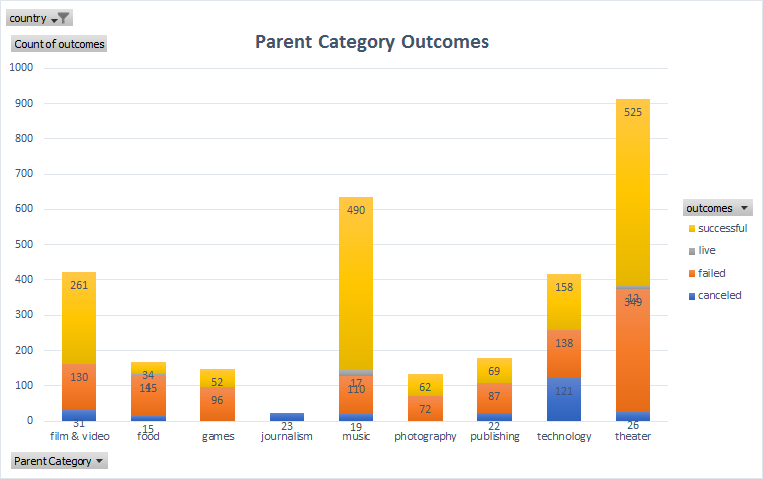 country
Count of outcomes
Parent Category Outcomes
1000
900
800
700
600
500
400
300
200
100
0
261
130
31
34
15
52
96
23
490
17
110
19
62
72
69
87
22
158
138
121
525
12
349
26
film & video
food
games
journalism
music
photography
publishing
technology
theater
outcomes
successful
live
failed
canceled
Parent Category